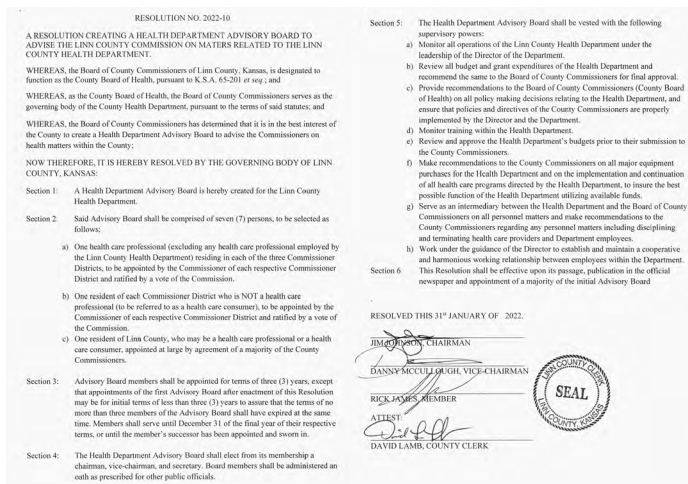 RESOLUTION NO. 2022-10
A RESOLUTION CREATING A HEALTH DEPARTMENT ADVISORY BOARD TO
ADVISE THE LINN COUNTY COMMISSION ON MATTERS RELATED TO THE LINN
COUNTY HEALTH DEPARTMENT.
WHEREAS, the Board of County Commissioners of Linn County, Kansas, is designated to
function as the County Board of Health, pursuant to K.S.A. 65-201 et seq.; and
WHEREAS, as the County Board of Health, the Board of County Commissioners serves as the
governing body of the County Health Department, pursuant to the terms of said statutes; and
WHEREAS, the Board of County Commissioners has determined that it is in the best interest of
the County to create a Health Department Advisory Board to advise the Commissioners on
health matters within the County;
NOW THEREFORE, IT IS HEREBY RESOLVED BY THE GOVERNING BODY OF LINN
COUNTY, KANSAS:
Section 1: A Health Department Advisory Board is hereby created for the Linn County
Health Department.
Section 2: Said Advisory Board shall be comprised of seven (7) persons, to be selected as
follows;
a) One health care professional (excluding any health care professional employed by
the Linn County Health Department) residing in each of the three Commissioner
Districts, to be appointed by the Commissioner of each respective Commissioner
District and ratified by a vote of the Commission.
b) One resident of each Commissioner District who is NOT a health care
professional (to be referred to as a health care consumer), to be appointed by the
Commissioner of each respective Commissioner District and ratified by a vote of
the Commission.
c) One resident of Linn County, who may be a health care professional or a health
care consumer, appointed at large by agreement of a majority of the County
Commissioners.
Section 3: Advisory Board members shall be appointed for terms of three (3) years, except
that appointments of the first Advisory Board after enactment of this Resolution
may be for initial terms of less than three (3) years to assure that the terms of no
more than three members of the Advisory Board shall have expired at the same
time. Members shall serve until December 31 of the final year of their respective
terms, or until the member's successor has been appointed and sworn in.
Section 4: The Health Department Advisory Board shall elect from its membership a
chairman, vice-chairman, and secretary. Board members shall be administered an
oath as prescribed for other public officials.
Section 5: The Health Department Advisory Board shall be vested with the following
supervisory powers:
a) Monitor all operations of the Linn County Health Department under the
leadership of the Director of the Department.
b) Review all budget and grant expenditures of the Health Department and
recommend the same to the Board of County Commissioners for final approval.
c) Provide recommendations to the Board of County Commissioners (County Board
of Health) on all policy making decisions relating to the Health Department, and
ensure that policies and directives of the County Commissioners are properly
implemented by the Director and the Department.
d) Monitor training within the Health Department.
e) Review and approve the Health Department's budgets prior to their submission to
the County Commissioners.
f) Make recommendations to the County Commissioners on all major equipment
purchases for the Health Department and on the implementation and continuation
of all health care programs directed by the Health Department, to insure the best
possible function of the Health Department utilizing available funds.
g) Serve as an intermediary between the Health Department and the Board of County
Commissioners on all personnel matters and make recommendations to the
County Commissioners regarding any personnel matters including disciplining
and terminating health care providers and Department employees.
h) Work under the guidance of the Director to establish and maintain a cooperative
and harmonious working relationship between employees within the Department.
Section 6 This Resolution shall be effective upon its passage, publication in the official
newspaper and appointment of a majority of the initial Advisory Board
RESOLVED THIS 31st JANUARY OF 2022.
JIM JOHNSON, CHAIRMAN
DANNY MCCULLOUGH, VICE-CHAIRMAN
RICK JAMES, MEMBER
ATTEST:
DAVID LAMB, COUNTY CLERK
LINN COUNTY CLERK
SEAL
LINN COUNTY, KANSAS